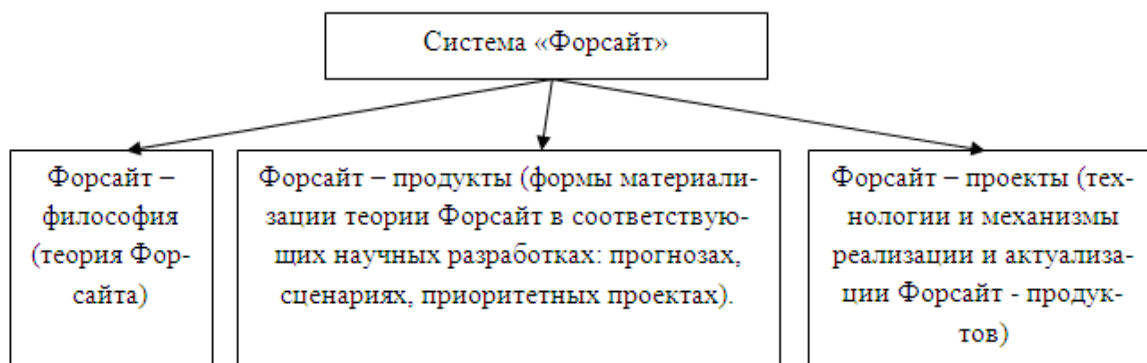 Система «Форсайт»
Форсайт –
философия
(теория Фор-
сайта)
Форсайт – продукты (формы материали-
зации теории Форсайт в соответствую-
щих научных разработках: прогнозах,
сценариях, приоритетных проектах).
Форсайт – проекты (тех-
нологии и механизмы
реализации и актуализа-
ции Форсайт - продук-
тов)